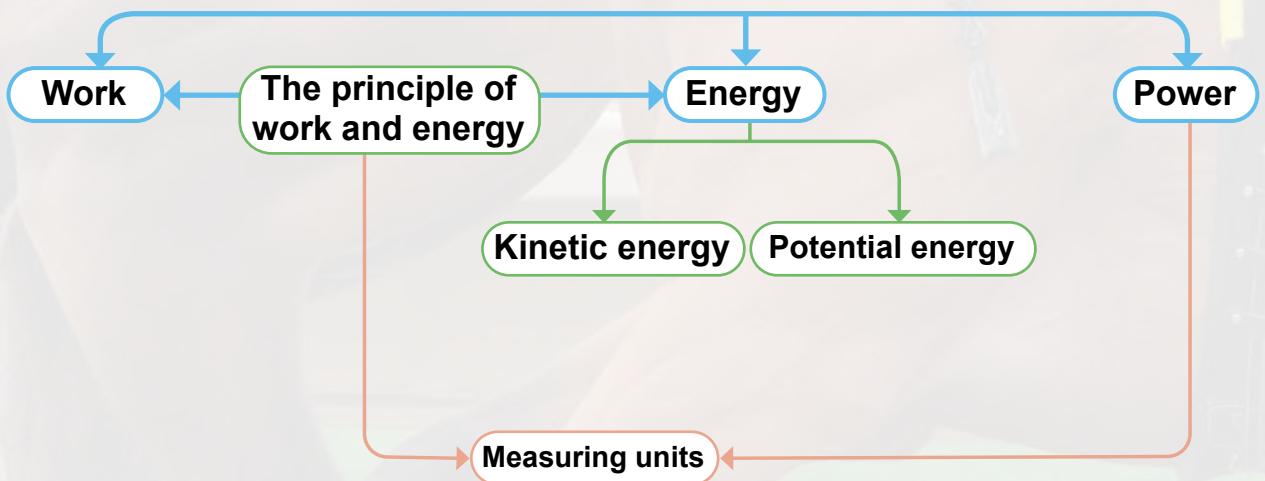 Work
The principle of
work and energy
Energy
Power
Kinetic energy
Potential energy
Measuring units